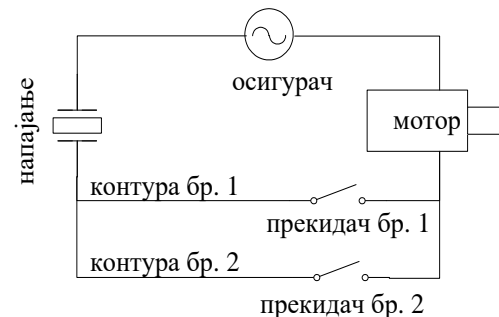 осигурач
напајање
мотор
контура бр. 1
прекидач бр. 1
контура бр. 2
прекидач бр. 2